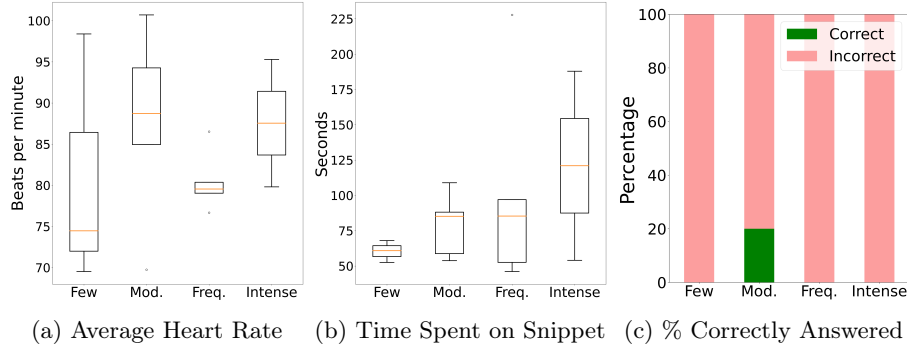 Beats per minute
100
95
90
85
80
75
70
Few Mod. Freq. Intense
(a) Average Heart Rate
Seconds
225
200
175
150
125
100
75
50
Few Mod. Freq. Intense
(b) Time Spent on Snippet
Percentage
100
80
60
40
20
0
Correct
Incorrect
Few Mod. Freq. Intense
(c) % Correctly Answered